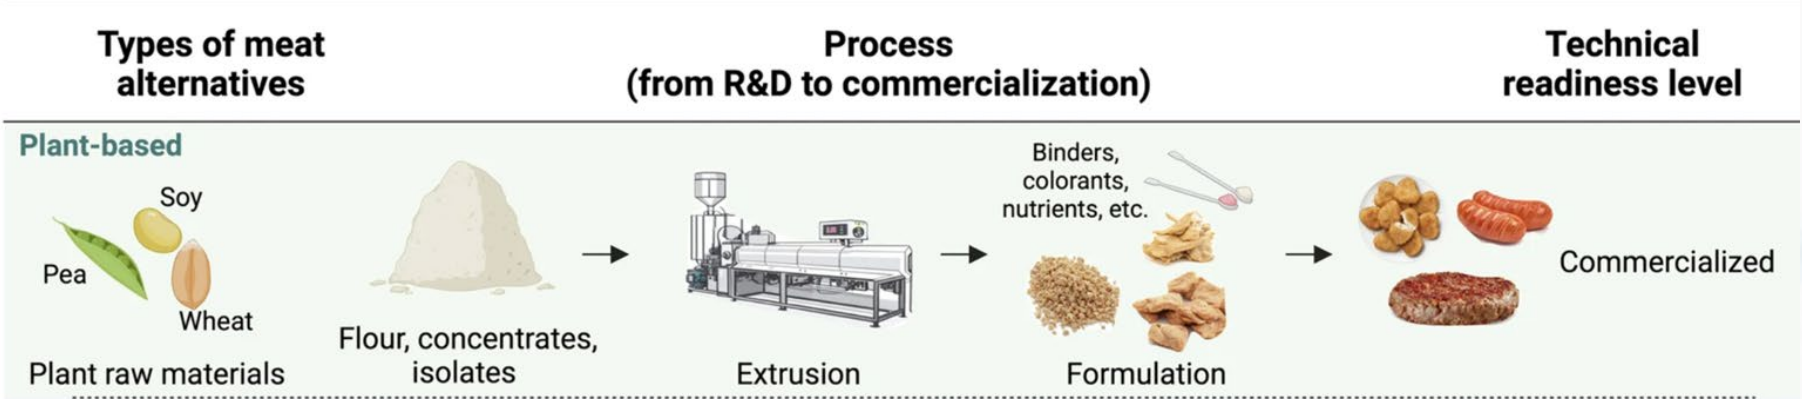 Types of meat
alternatives
Process
(from R&D to commercialization)
Technical
readiness level
Plant-based
Soy
Pea
Wheat
Plant raw materials
Flour, concentrates,
isolates
Extrusion
Binders,
colorants,
nutrients, etc.
Formulation
Commercialized